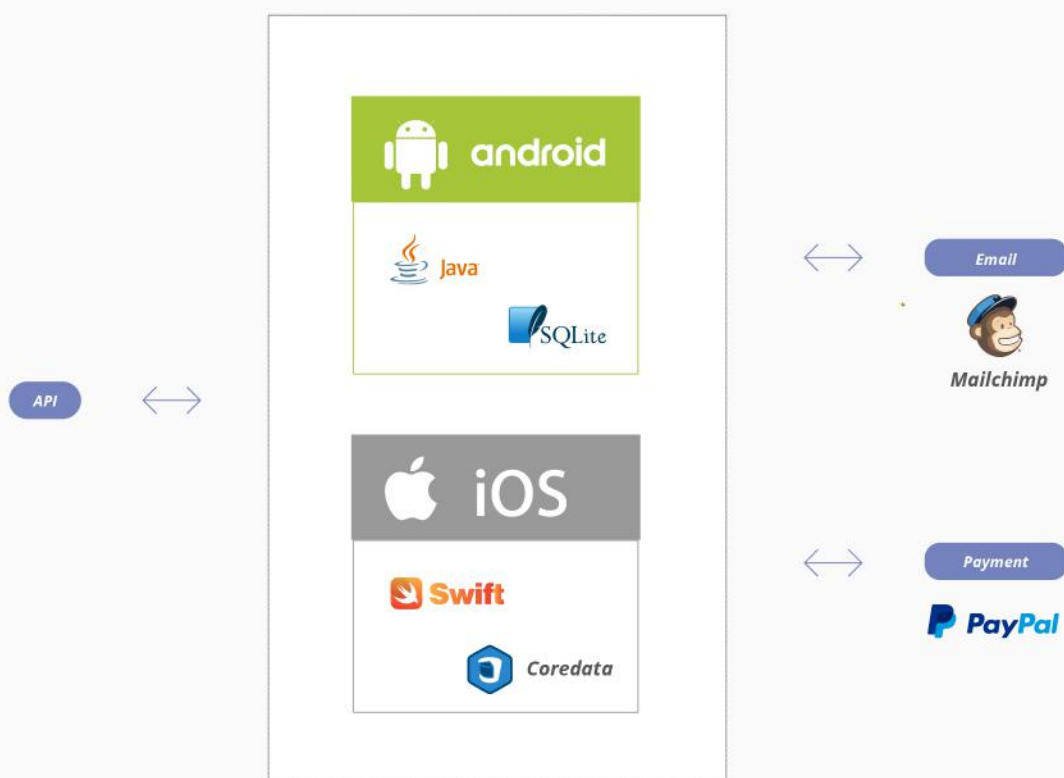 android
Java
SQLite
API
iOS
Swift
Coredata
Email
Mailchimp
Payment
PayPal